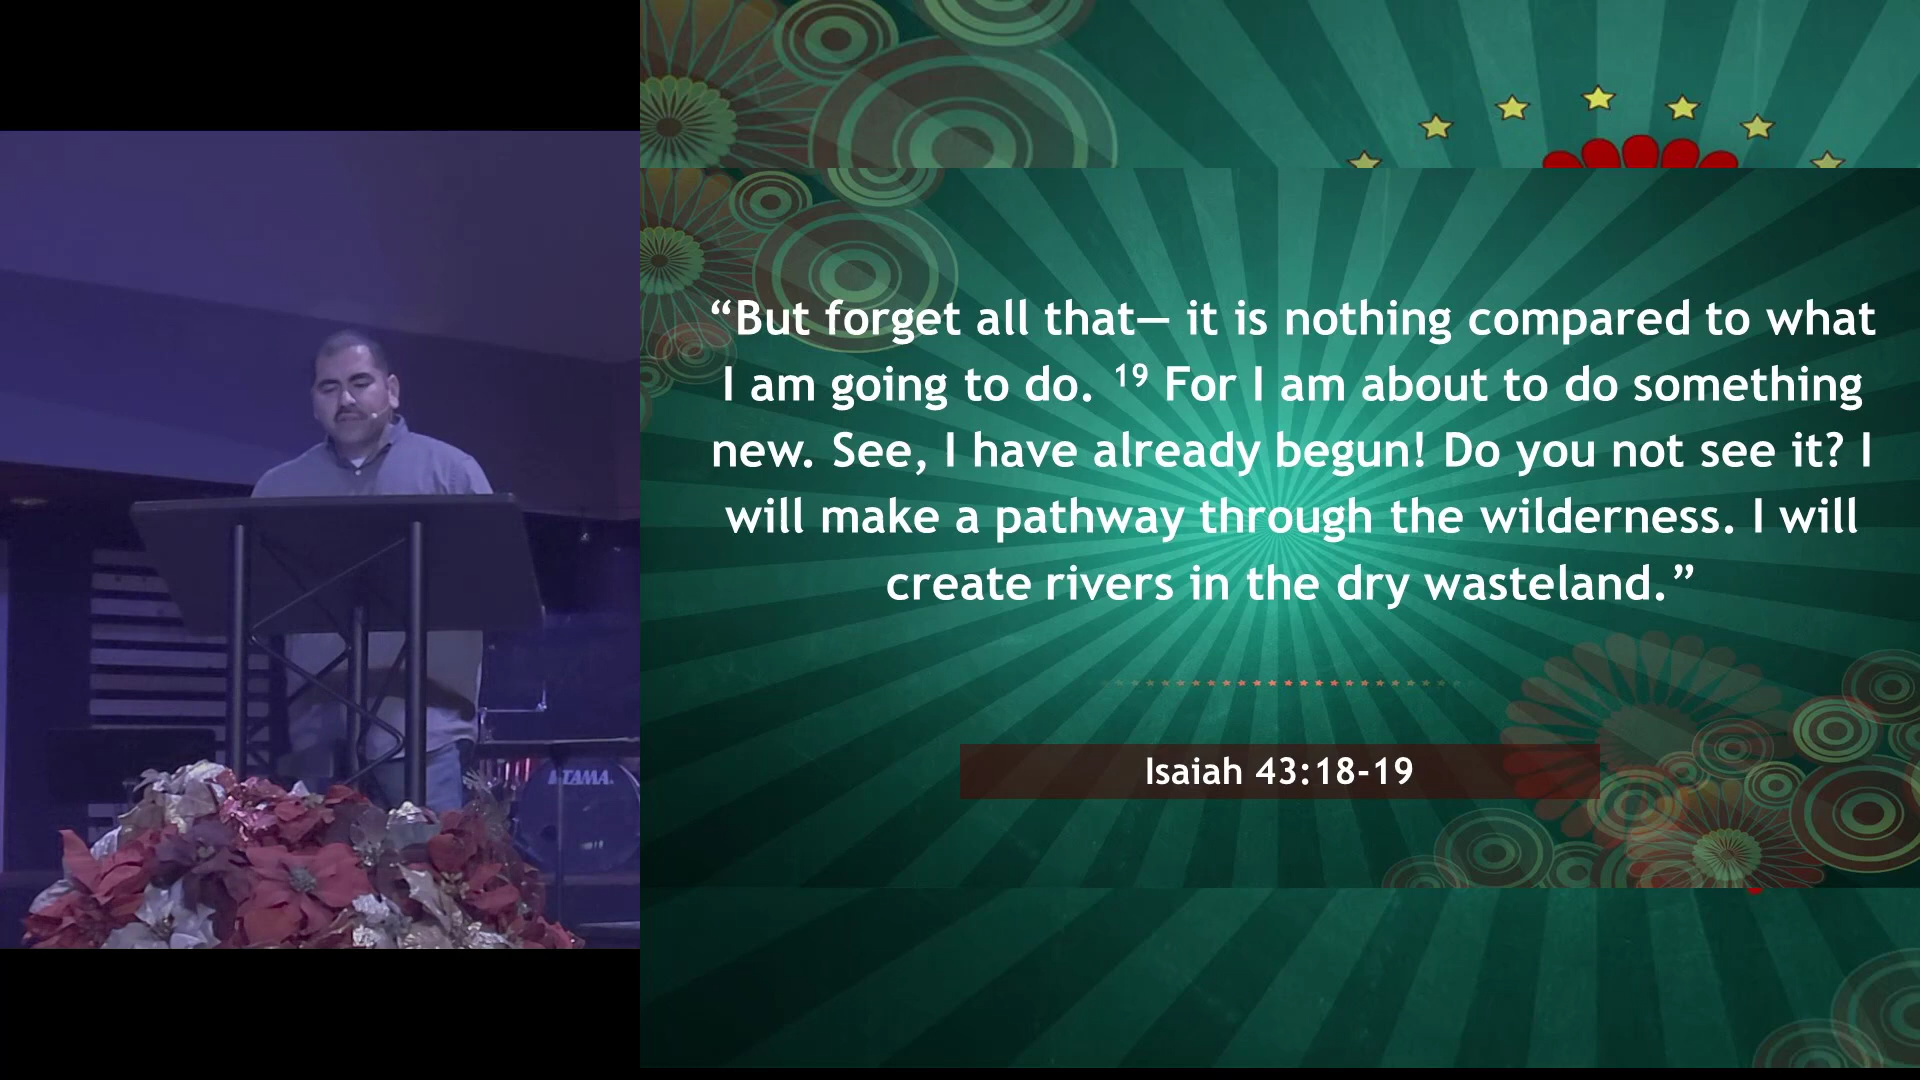 “But forget all that— it is nothing compared to what
I am going to do. ¹⁹ For I am about to do something
new. See, I have already begun! Do you not see it? I
will make a pathway through the wilderness. I will
create rivers in the dry wasteland.”
Isaiah 43:18-19
TAMA